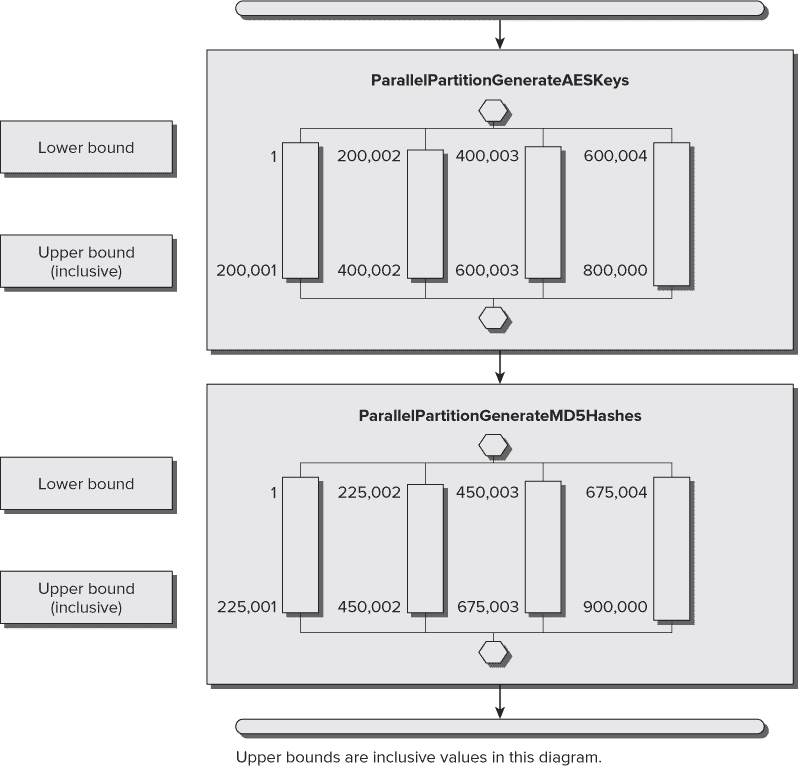 ParallelPartitionGenerateAESKeys
Lower bound
1 200,002 400,003 600,004
Upper bound
(inclusive)
200,001 400,002 600,003 800,000
ParallelPartitionGenerateMD5Hashes
Lower bound
1 225,002 450,003 675,004
Upper bound
(inclusive)
225,001 450,002 675,003 900,000
Upper bounds are inclusive values in this diagram.